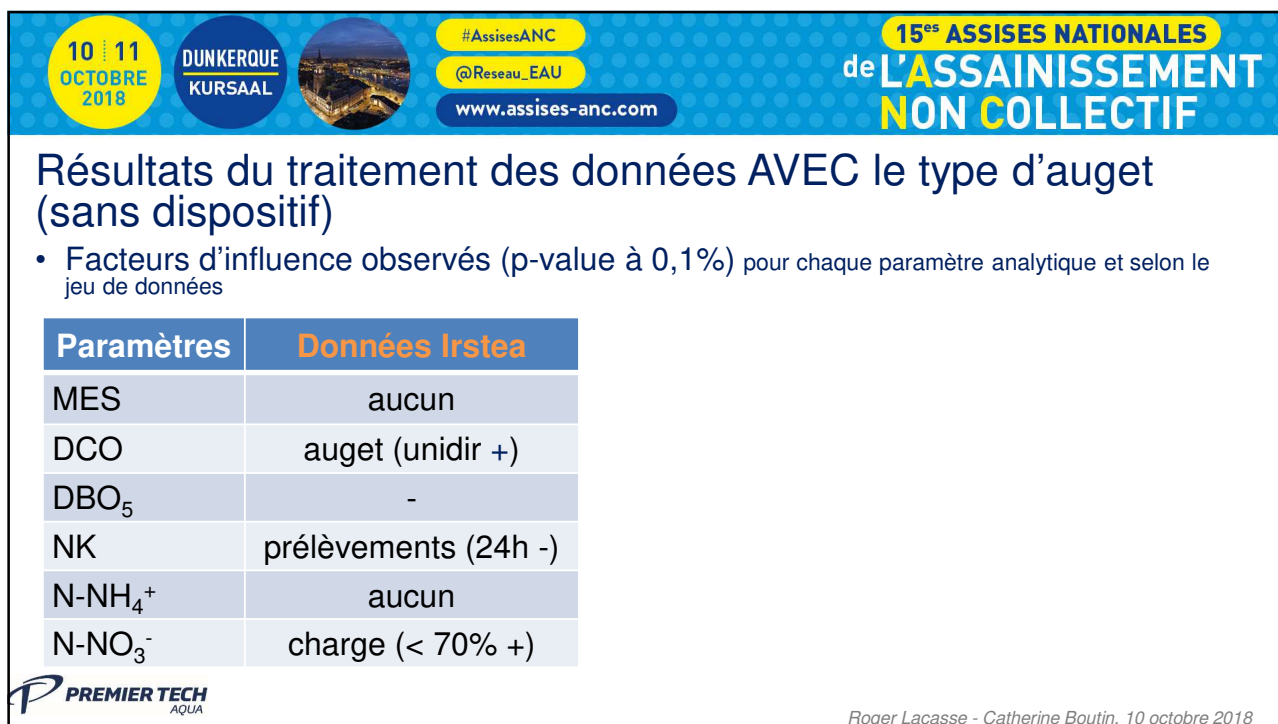 10 11
OCTOBRE
2018
DUNKERQUE
KURSAAL
#AssisesANC
@Reseau_EAU
www.assises-anc.com
15es ASSISES NATIONALES
de L'ASSAINISSEMENT
NON COLLECTIF
Résultats du traitement des données AVEC le type d'auget
(sans dispositif)
• Facteurs d'influence observés (p-value à 0,1%) pour chaque paramètre analytique et selon le
jeu de données
Paramètres Données Irstea
MES aucun
DCO auget (unidir +)
DBO5 -
NK prélèvements (24h -)
N-NH4+ aucun
N-NO3- charge (< 70% +)
PREMIER TECH
AQUA
Roger Lacasse - Catherine Boutin, 10 octobre 2018